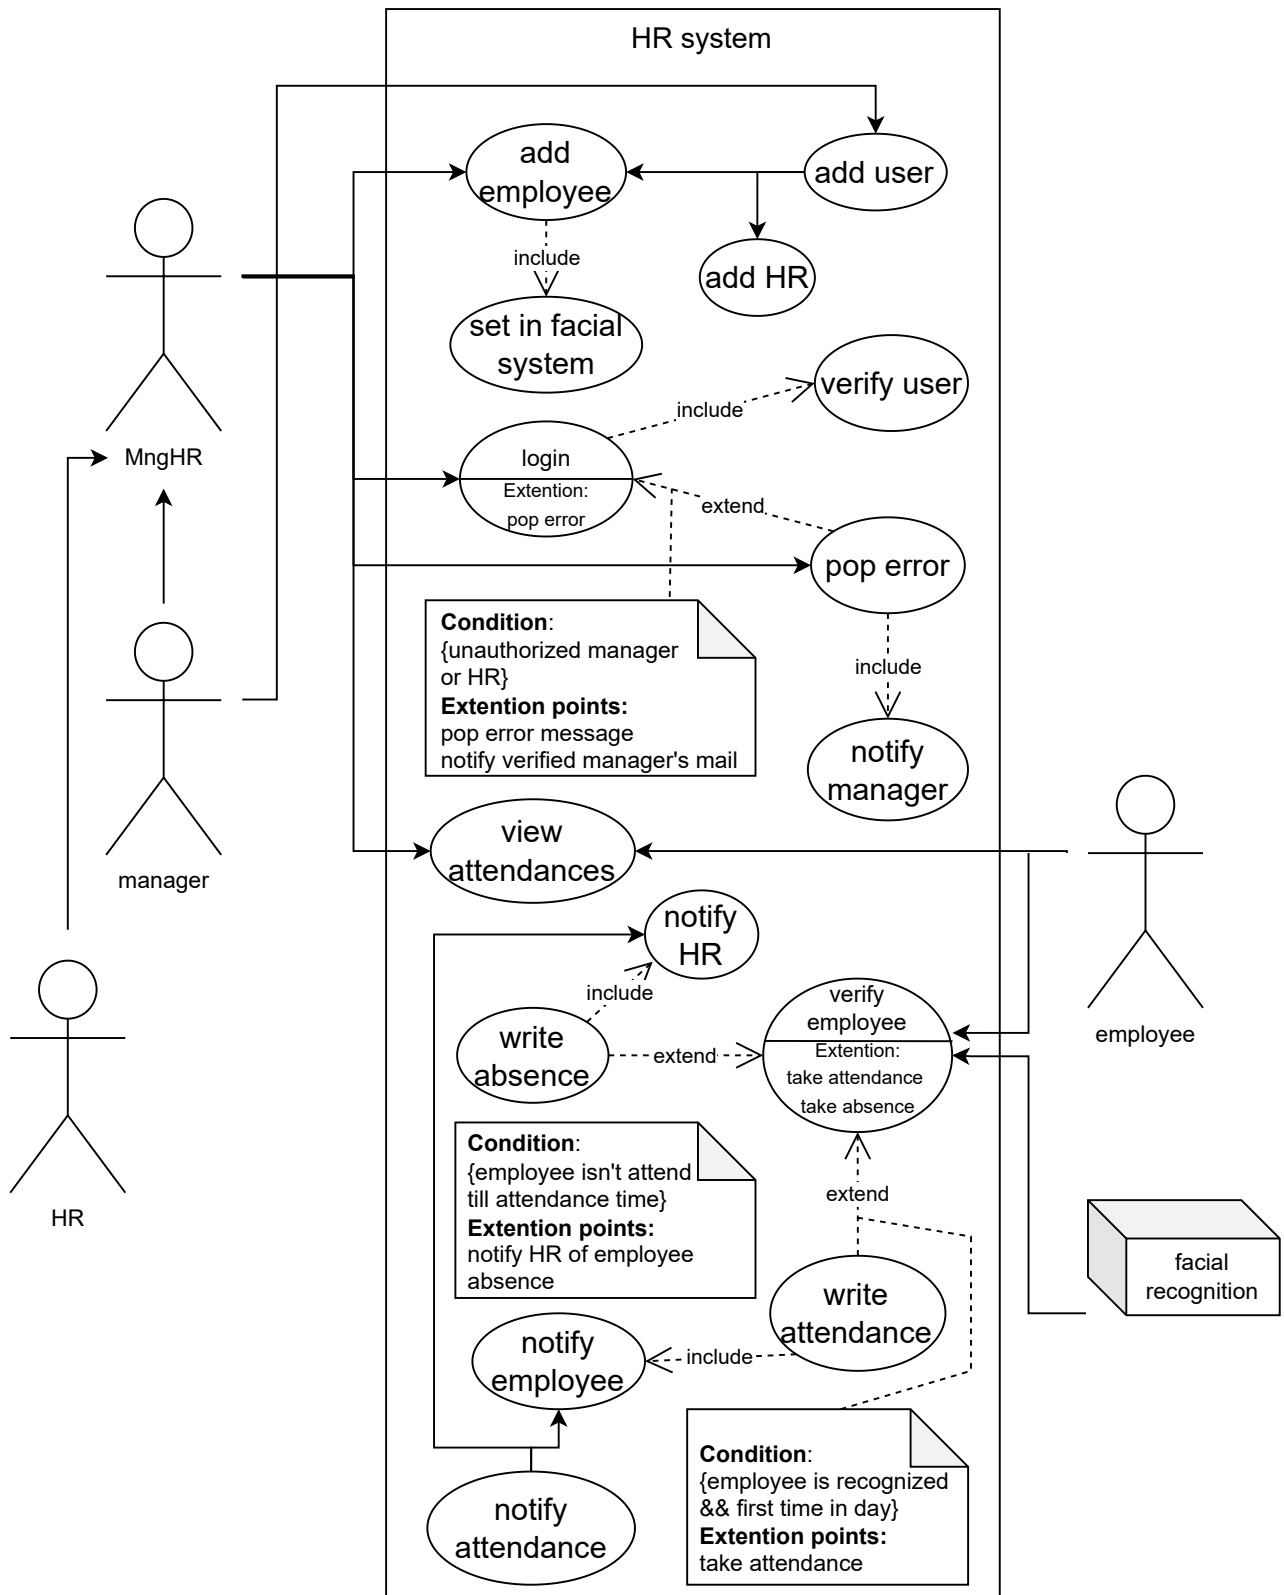 HR system
add
employee
add user
include
add HR
set in facial
system
verify user
include
MngHR
login
Extention:
pop error
extend
pop error
Condition:
{unauthorized manager
or HR}
Extention points:
pop error message
notify verified manager's mail
include
notify
manager
manager
view
attendances
notify
HR
include
verify
employee
Extention:
take attendance
take absence
employee
write
absence
extend
Condition:
{employee isn't attend
till attendance time}
Extention points:
notify HR of employee
absence
extend
HR
facial
recognition
write
attendance
notify
employee
include
Condition:
{employee is recognized
&& first time in day}
Extention points:
take attendance
notify
attendance